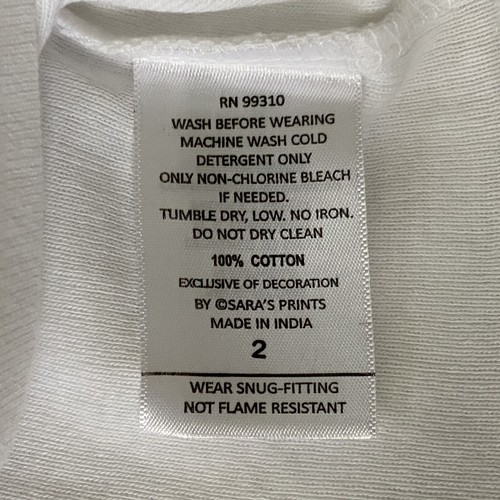 RN 99310
WASH BEFORE WEARING
MACHINE WASH COLD
DETERGENT ONLY
ONLY NON-CHLORINE BLEACH
IF NEEDED.
TUMBLE DRY, LOW. NO IRON.
DO NOT DRY CLEAN
100% COTTON
EXCLUSIVE OF DECORATION
BY ©SARA'S PRINTS
MADE IN INDIA
2
WEAR SNUG-FITTING
NOT FLAME RESISTANT